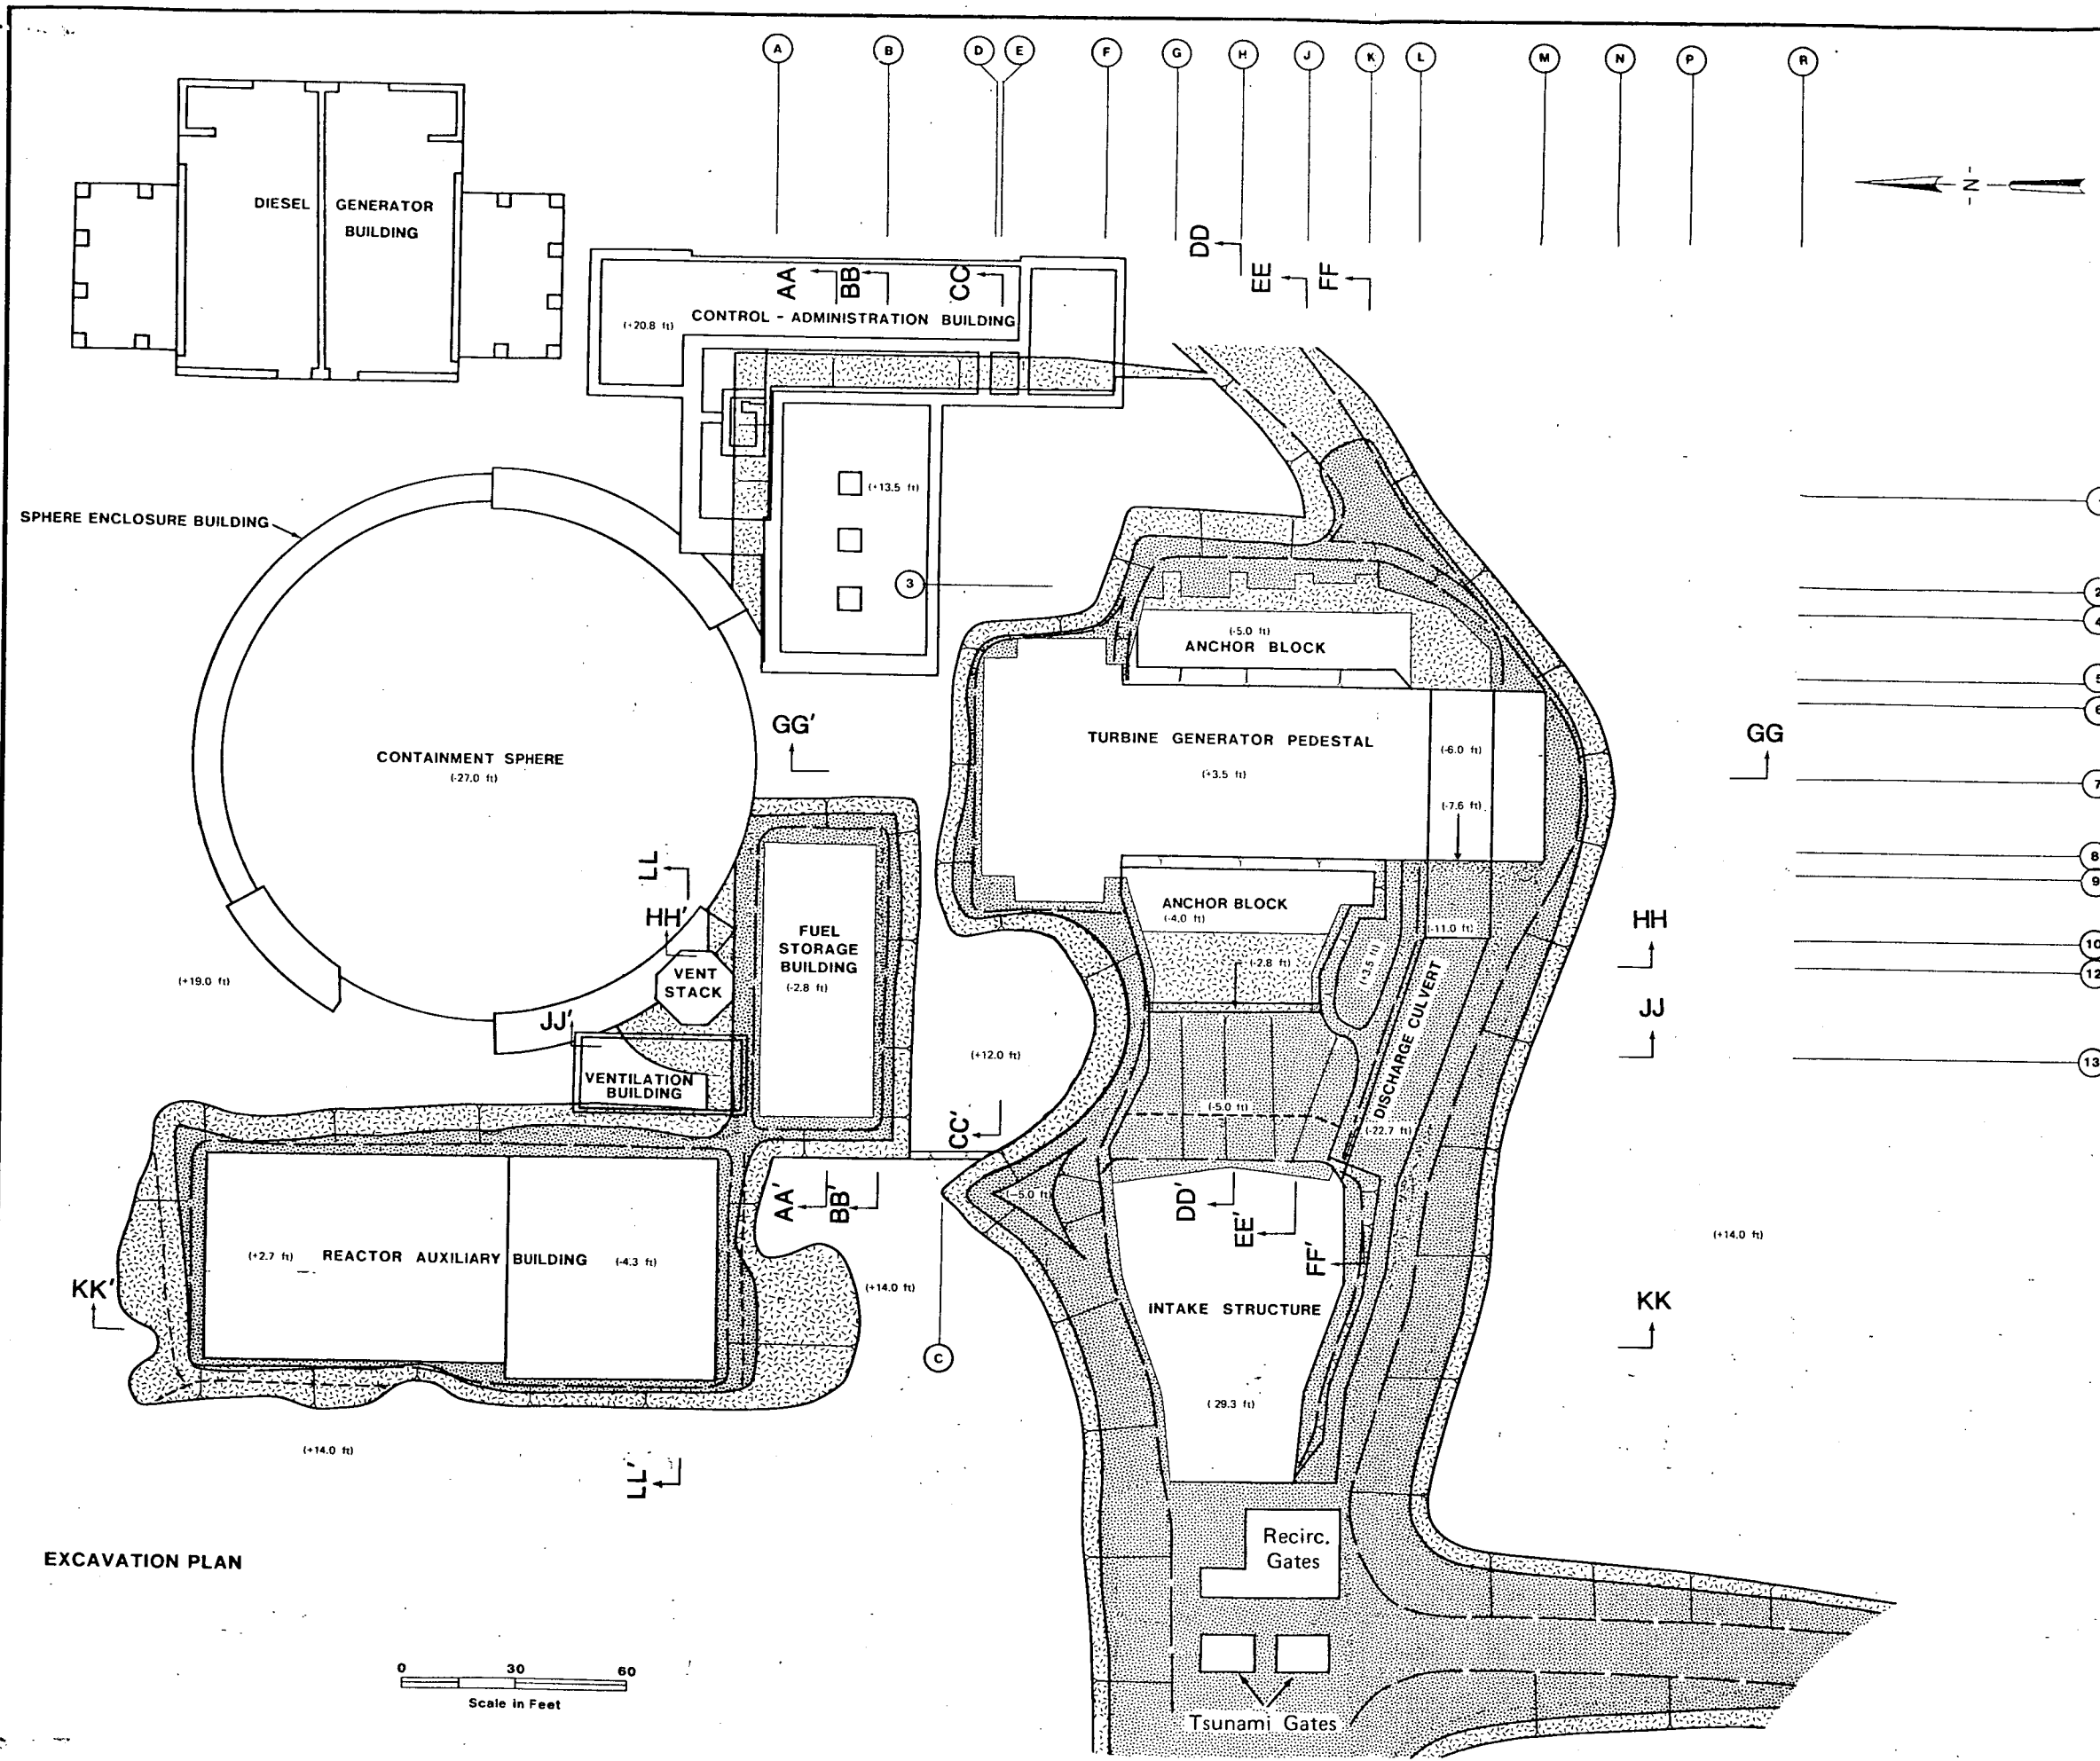 A B D E F G H J K L M N P R
-N-
DIESEL GENERATOR
BUILDING
DD
EE FF
AA BB CC
(+20.8 ft) CONTROL - ADMINISTRATION BUILDING
(+13.5 ft)
SPHERE ENCLOSURE BUILDING
3
2
4
5
6
7
8
9
10
12
13
(-5.0 ft)
ANCHOR BLOCK
GG'
GG
TURBINE GENERATOR PEDESTAL
(+3.5 ft)
(-6.0 ft)
(-7.6 ft)
CONTAINMENT SPHERE
(-27.0 ft)
LL
HH'
HH
ANCHOR BLOCK
(-4.0 ft)
(-11.0 ft)
FUEL
STORAGE
BUILDING
(-2.8 ft)
VENT
STACK
(+19.0 ft)
(-2.8 ft)
(+3.5 ft)
JJ'
JJ
DISCHARGE CULVERT
(-22.7 ft)
(+12.0 ft)
VENTILATION
BUILDING
(-5.0 ft)
CC'
AA' BB'
(-5.0 ft)
DD'
EE'
FF'
(+14.0 ft)
(+2.7 ft) REACTOR AUXILIARY BUILDING (-4.3 ft)
KK'
(+14.0 ft)
KK
INTAKE STRUCTURE
C
( 29.3 ft)
(+14.0 ft)
LL'
EXCAVATION PLAN
Recirc.
Gates
0 30 60
Scale in Feet
Tsunami Gates